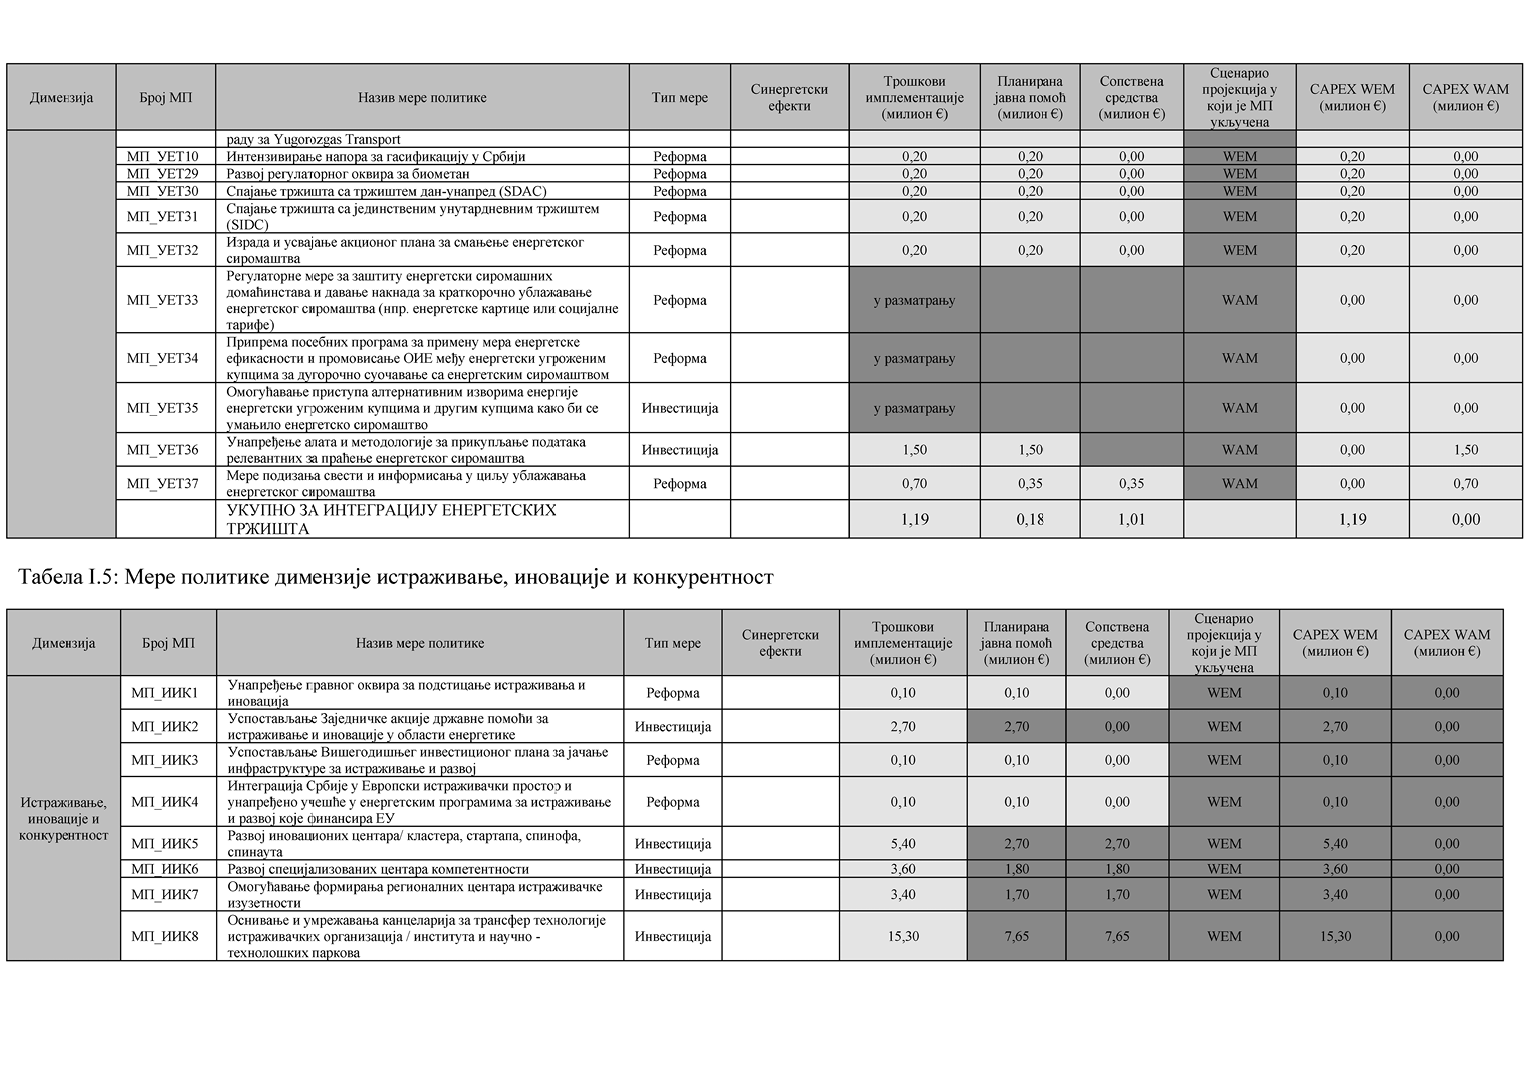 Димензија Број МП Назив мере политике Тип мере Синергетски ефекти Трошкови имплементације (милион €) Планирана јавна помоћ (милион €) Сопствена средства (милион €) Сценарио пројекција у који је МП укључена CAPEX WEM (милион €) CAPEX WAM (милион €)
раду за Yugorozgas Transport
МП_УЕТ10 Интензивирање напора за гасификацију у Србији Реформа 0,20 0,20 0,00 WEM 0,20 0,00
МП_УЕТ29 Развој регулаторног оквира за биометан Реформа 0,20 0,20 0,00 WEM 0,20 0,00
МП_УЕТ30 Спајање тржишта са тржиштем дан-унапред (SDAC) Реформа 0,20 0,20 0,00 WEM 0,20 0,00
МП_УЕТ31 Спајање тржишта са јединственим унутардневним тржиштем
(SIDC) Реформа 0,20 0,20 0,00 WEM 0,20 0,00
МП_УЕТ32 Израда и усвајање акционог плана за смањење енергетског
сиромаштва Реформа 0,20 0,20 0,00 WEM 0,20 0,00
МП_УЕТ33 Регулаторне мере за заштиту енергетски сиромашних
домаћинстава и давање накнада за краткорочно ублажавање
енергетског сиромаштва (нпр. енергетске картице или социјалне
тарифе) Реформа у разматрању WAM 0,00 0,00
МП_УЕТ34 Припрема посебних програма за примену мера енергетске
ефикасности и промовисање ОИЕ међу енергетски угроженим
купцима за дугорочно суочавање са енергетским сиромаштвом Реформа у разматрању WAM 0,00 0,00
МП_УЕТ35 Омогућавање приступа алтернативним изворима енергије
енергетски угроженим купцима и другим купцима како би се
умањило енергетско сиромаштво Инвестиција у разматрању WAM 0,00 0,00
МП_УЕТ36 Унапређење алата и методологије за прикупљање података
релевантних за праћење енергетског сиромаштва Инвестиција 1,50 1,50 WAM 0,00 1,50
МП_УЕТ37 Мере подизања свести и информисања у циљу ублажавања
енергетског сиромаштва Реформа 0,70 0,35 0,35 WAM 0,00 0,70
УКУПНО ЗА ИНТЕГРАЦИЈУ ЕНЕРГЕТСКИХ
ТРЖИШТА 1,19 0,18 1,01 1,19 0,00
Табела I.5: Мере политике димензије истраживање, иновације и конкурентност
Димензија Број МП Назив мере политике Тип мере Синергетски ефекти Трошкови имплементације (милион €) Планирана јавна помоћ (милион €) Сопствена средства (милион €) Сценарио пројекција у који је МП укључена CAPEX WEM (милион €) CAPEX WAM (милион €)
Истраживање, иновације и конкурентност
МП_ИИК1 Унапређење правног оквира за подстицање истраживања и
иновација Реформа 0,10 0,10 0,00 WEM 0,10 0,00
МП_ИИК2 Успостављање Заједничке акције државне помоћи за
истраживање и иновације у области енергетике Инвестиција 2,70 2,70 0,00 WEM 2,70 0,00
МП_ИИК3 Успостављање Вишегодишњег инвестиционог плана за јачање
инфраструктуре за истраживање и развој Реформа 0,10 0,10 0,00 WEM 0,10 0,00
МП_ИИК4 Интеграција Србије у Европски истраживачки простор и
унапређено учешће у енергетским програмима за истраживање
и развој које финансира ЕУ Реформа 0,10 0,10 0,00 WEM 0,10 0,00
МП_ИИК5 Развој иновационих центара/ кластера, стартапа, спинофа,
спинаута Инвестиција 5,40 2,70 2,70 WEM 5,40 0,00
МП_ИИК6 Развој специјализованих центара компетентности Инвестиција 3,60 1,80 1,80 WEM 3,60 0,00
МП_ИИК7 Омогућавање формирања регионалних центара истраживачке
изузетности Инвестиција 3,40 1,70 1,70 WEM 3,40 0,00
МП_ИИК8 Оснивање и умрежавања канцеларија за трансфер технологије
истраживачких организација / института и научно -
технолошких паркова Инвестиција 15,30 7,65 7,65 WEM 15,30 0,00